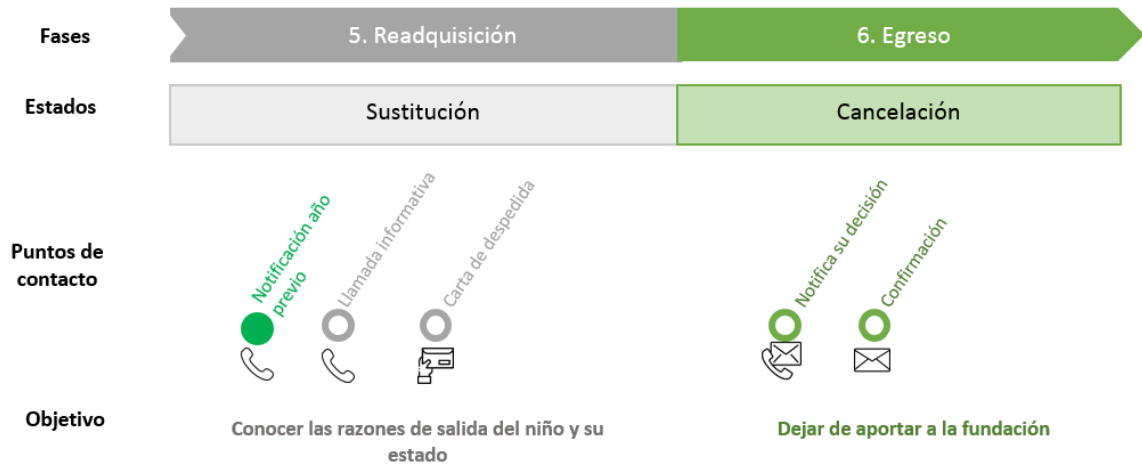 Fases
5. Readquisición
6. Egreso
Estados
Sustitución
Cancelación
Puntos de
contacto
Notificación año
previo
Llamada informativa
Carta de despedida
Notifica su decisión
Confirmación
Objetivo
Conocer las razones de salida del niño y su
estado
Dejar de aportar a la fundación